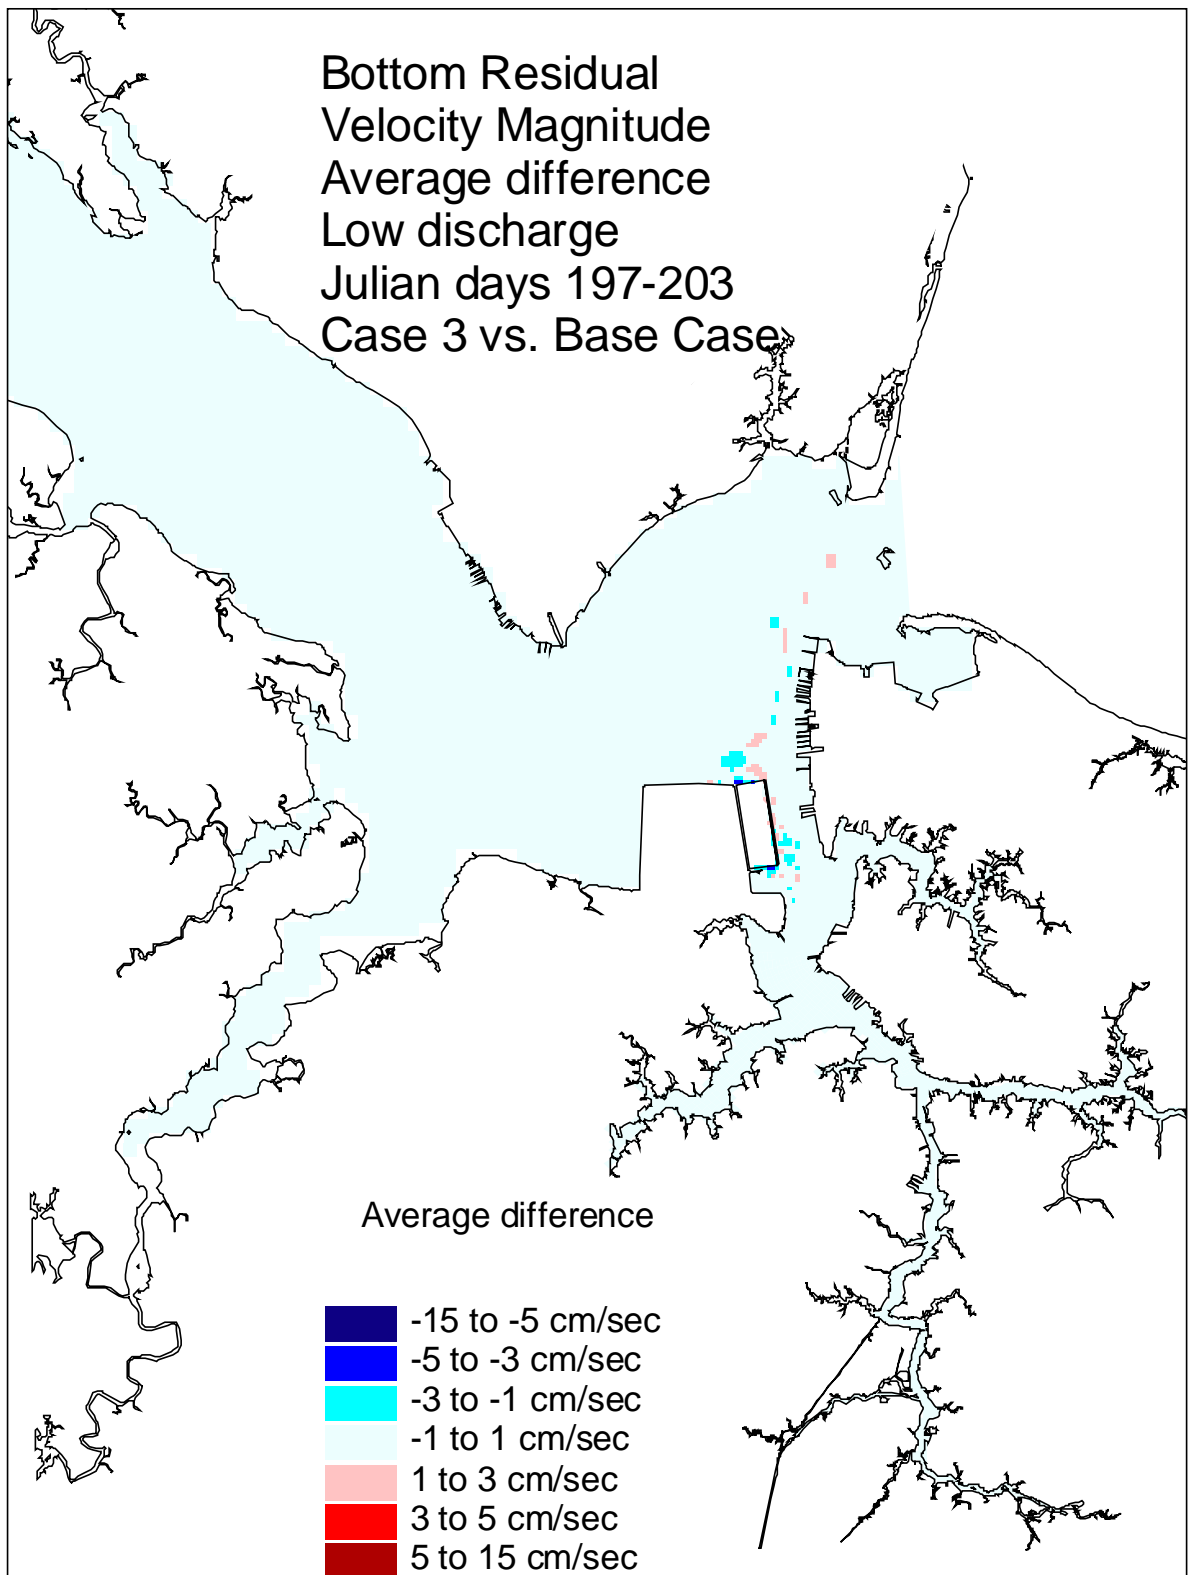 Bottom Residual
Velocity Magnitude
Average difference
Low discharge
Julian days 197-203
Case 3 vs. Base Case
Average difference
-15 to -5 cm/sec
-5 to -3 cm/sec
-3 to -1 cm/sec
-1 to 1 cm/sec
1 to 3 cm/sec
3 to 5 cm/sec
5 to 15 cm/sec